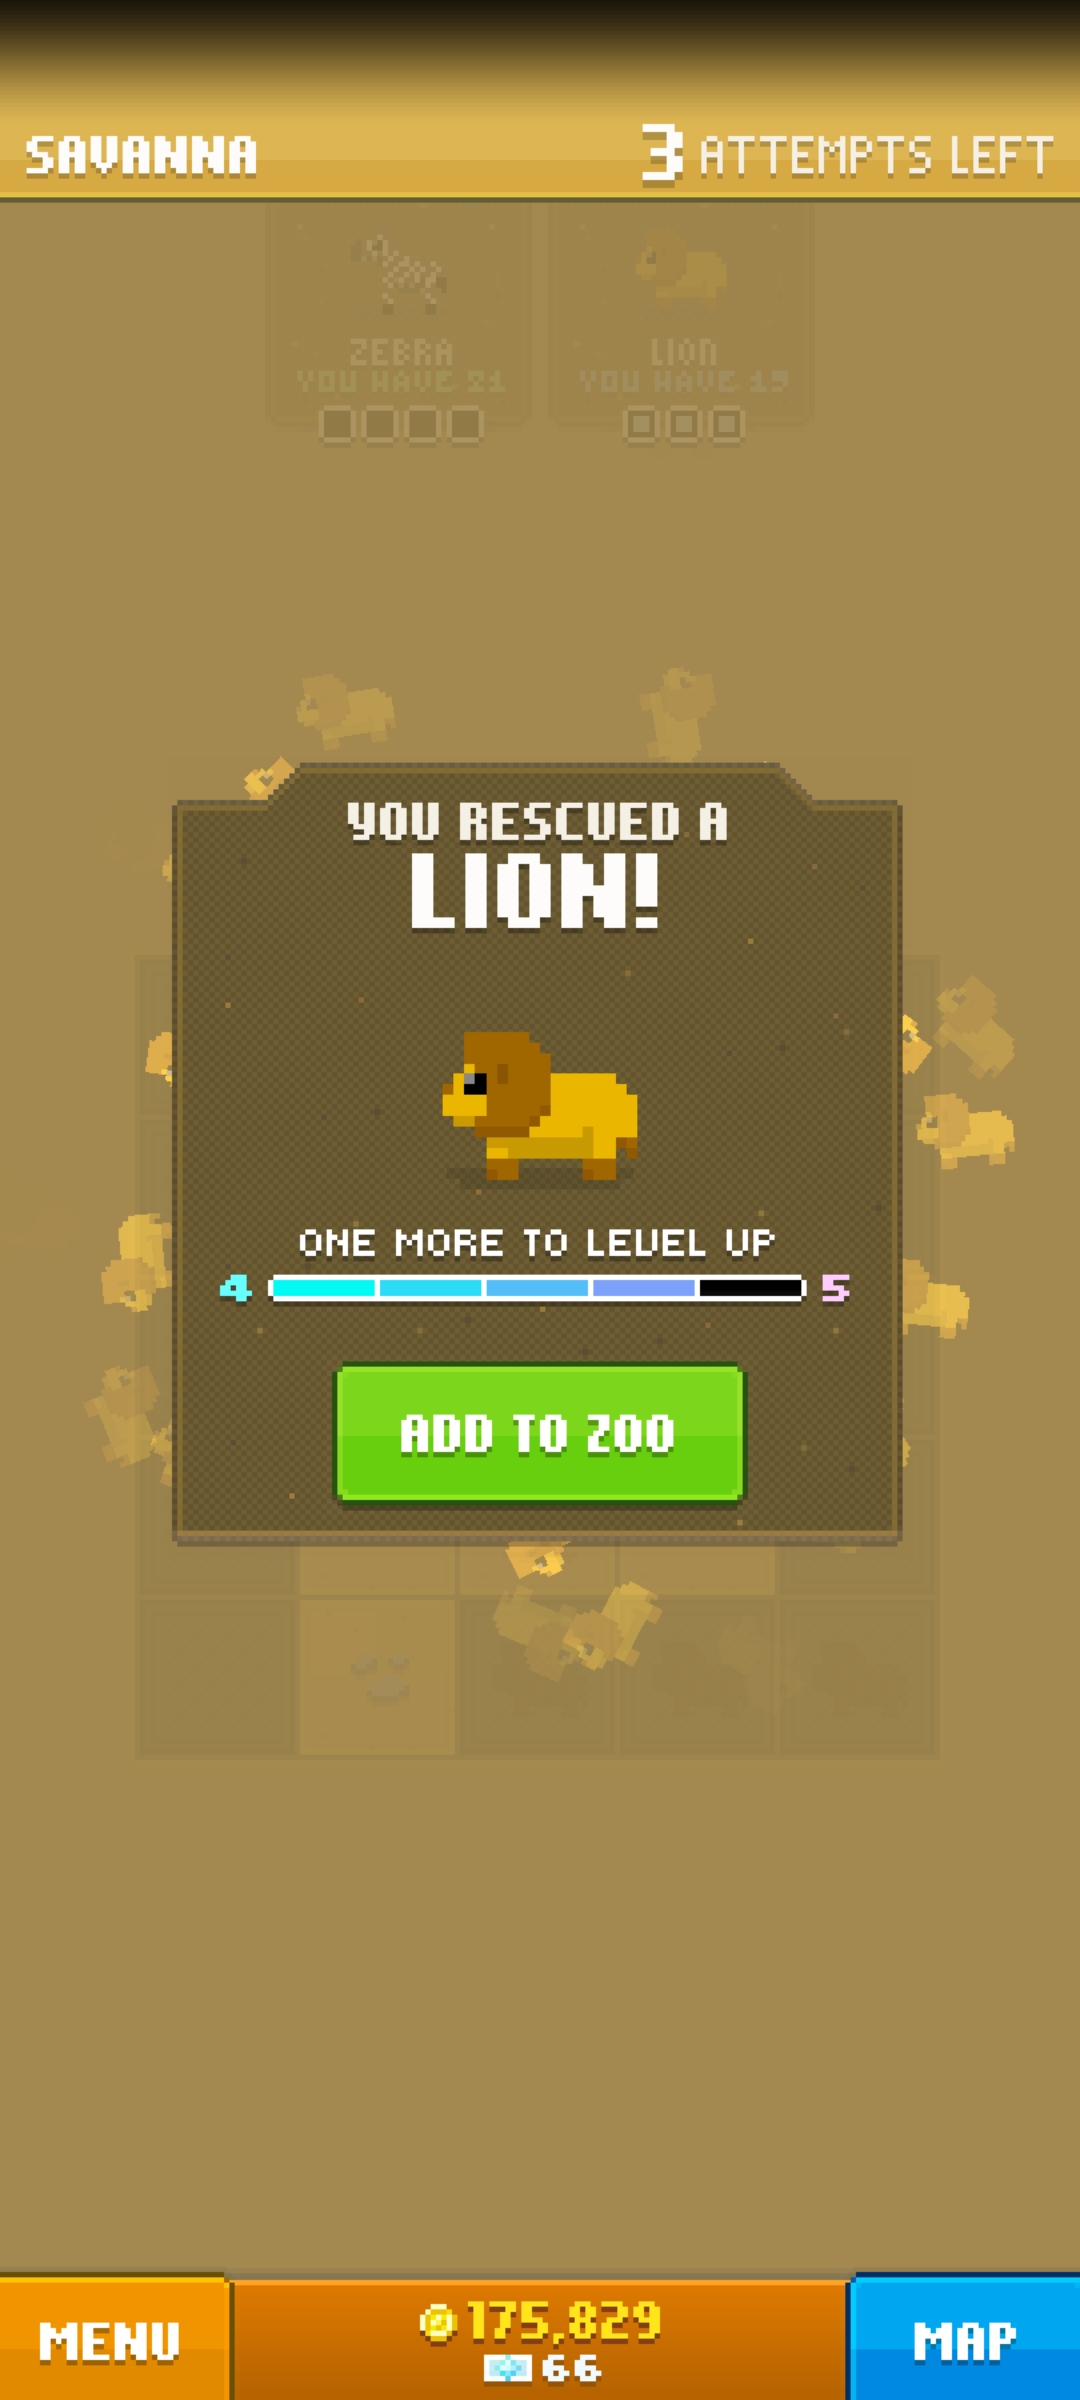 SAVANNA
3 ATTEMPTS LEFT
ZEBRA
YOU HAVE 21
LION
YOU HAVE 19
YOU RESCUED A
LION!
ONE MORE TO LEVEL UP
4 5
ADD TO ZOO
MENU
175,829
66
MAP